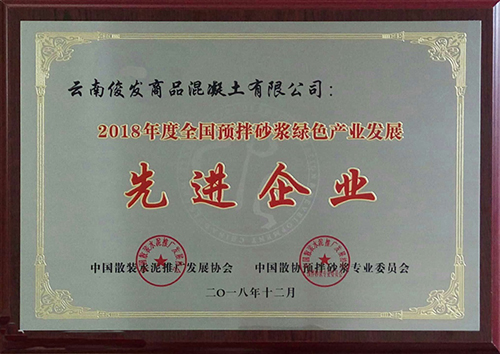 云南俊发商品混凝土有限公司：
2018年度全国预拌砂浆绿色产业发展
先进企业
中国散装水泥推广发展协会 中国散协预拌砂浆专业委员会
二〇一八年十二月